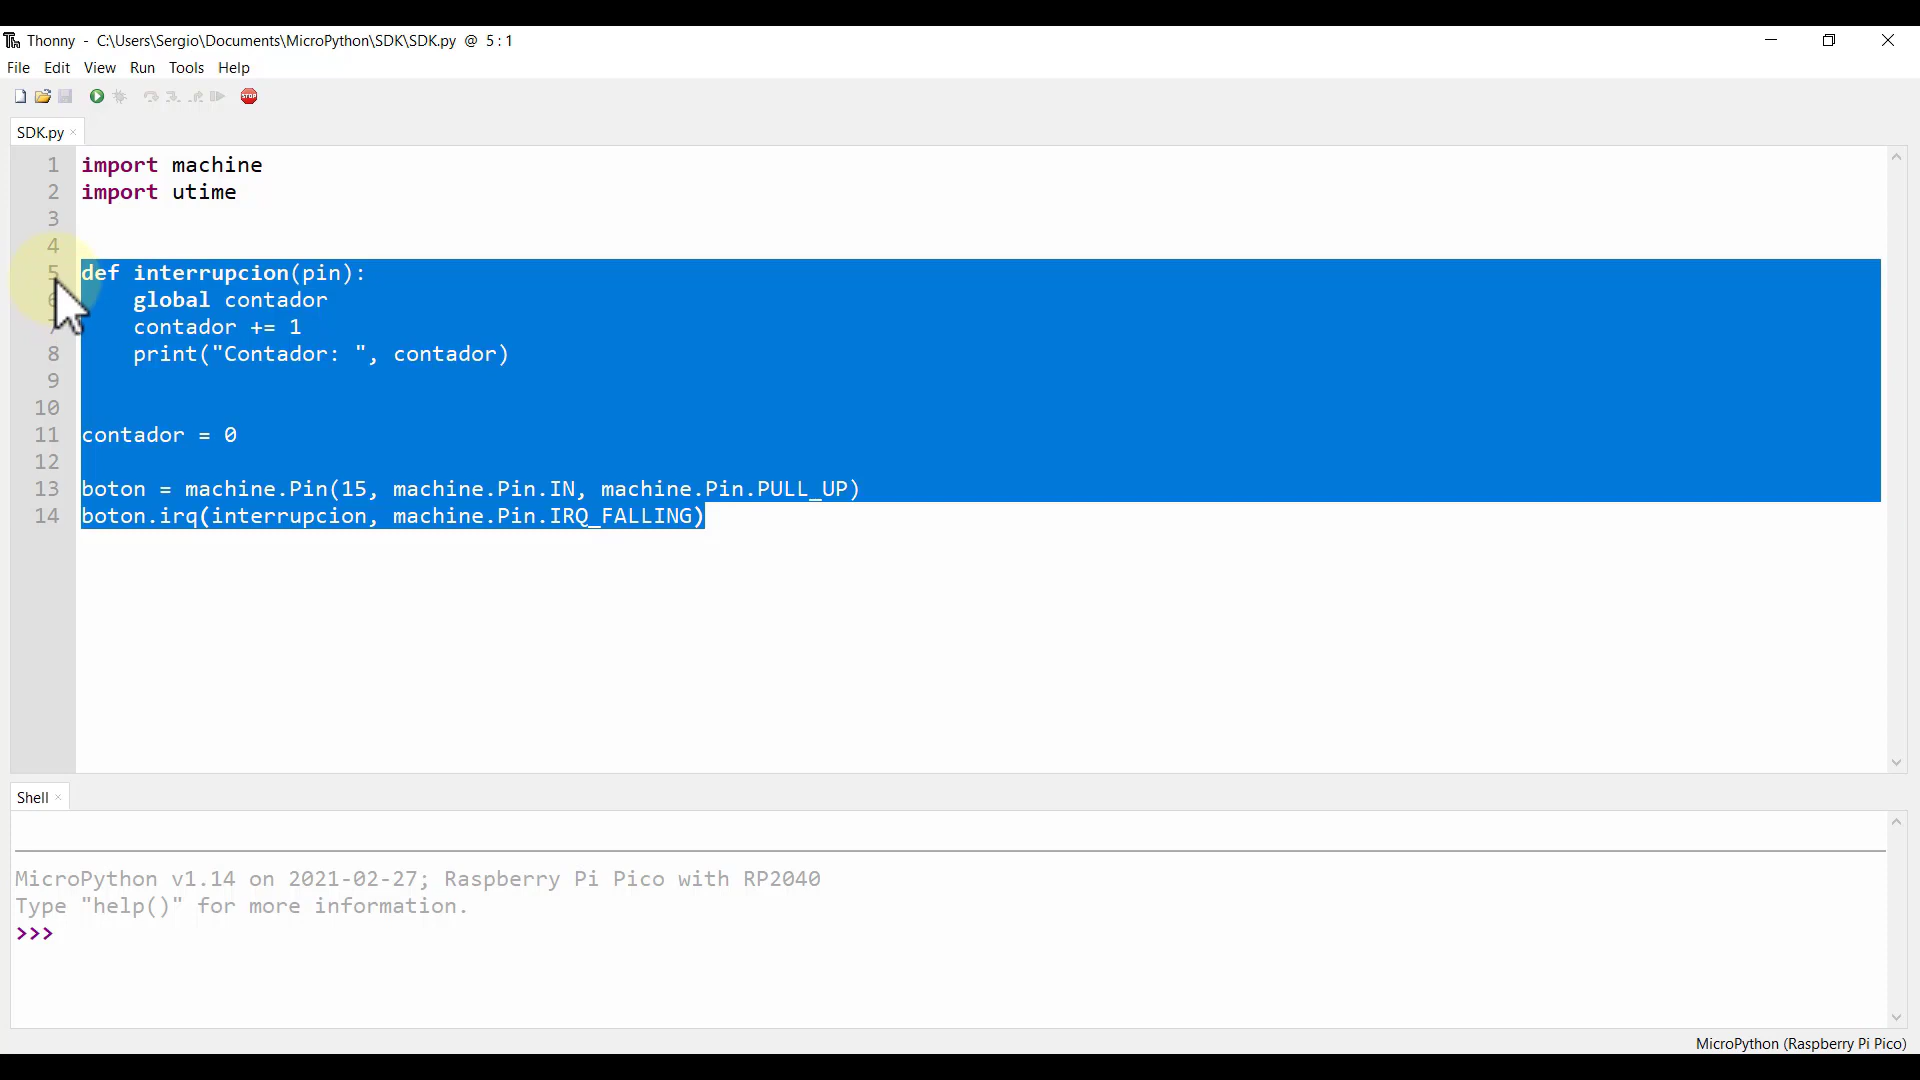 Thonny - C:\Users\Sergio\Documents\MicroPython\SDK\SDK.py @ 5:1
File Edit View Run Tools Help
STOP
SDK.py
1 import machine
2 import utime
3
4
5 def interrupcion(pin):
6     global contador
7     contador += 1
8     print("Contador: ", contador)
9
10
11 contador = 0
12
13 boton = machine.Pin(15, machine.Pin.IN, machine.Pin.PULL_UP)
14 boton.irq(interrupcion, machine.Pin.IRQ_FALLING)
Shell
MicroPython v1.14 on 2021-02-27; Raspberry Pi Pico with RP2040
Type "help()" for more information.
>>>
MicroPython (Raspberry Pi Pico)